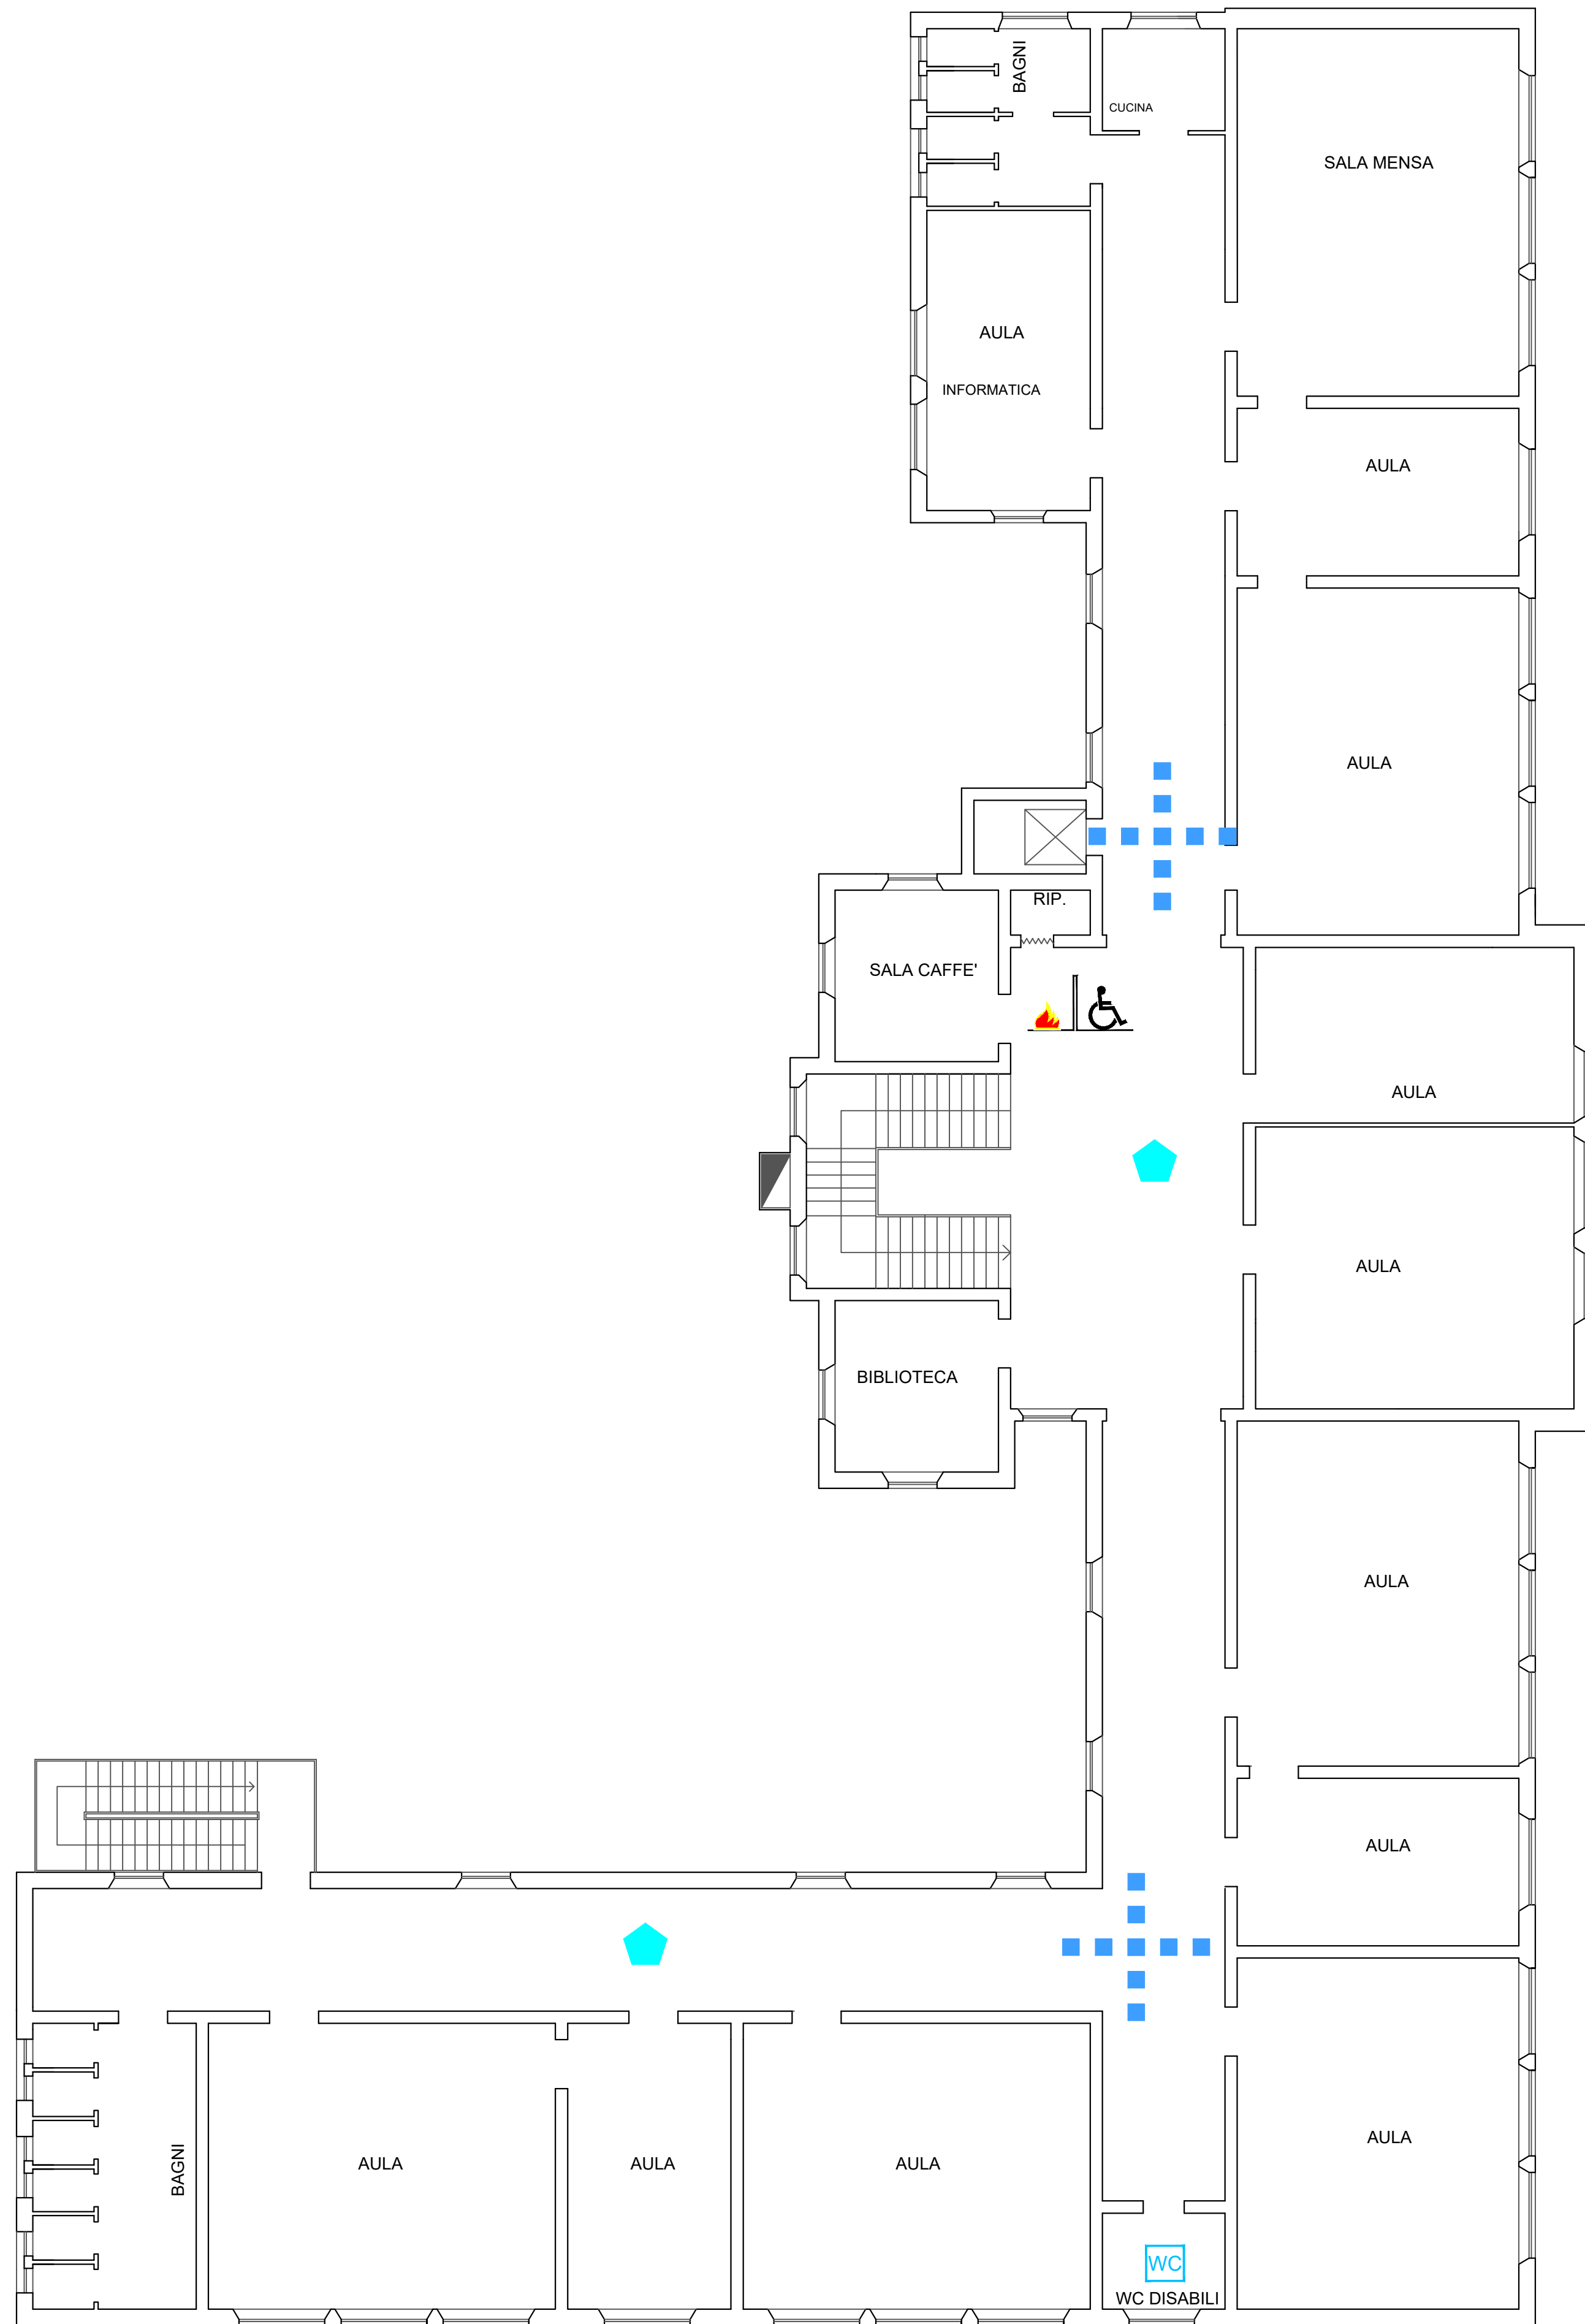 BAGNI
CUCINA
SALA MENSA
AULA
INFORMATICA
AULA
AULA
RIP.
SALA CAFFE'
AULA
AULA
BIBLIOTECA
AULA
AULA
AULA
BAGNI
AULA
AULA
AULA
WC
WC DISABILI